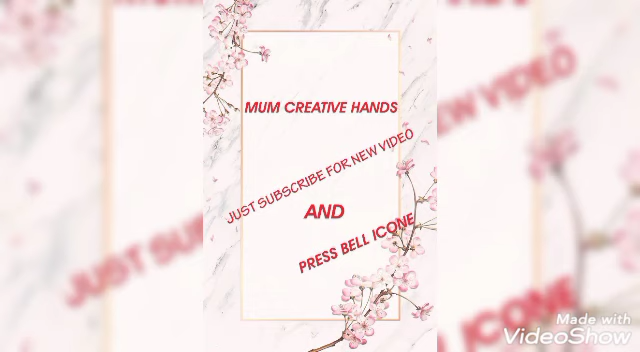 MUM CREATIVE HANDS
JUST SUBSCRIBE FOR NEW VIDEO
AND
PRESS BELL ICONE
Made with
VideoShow